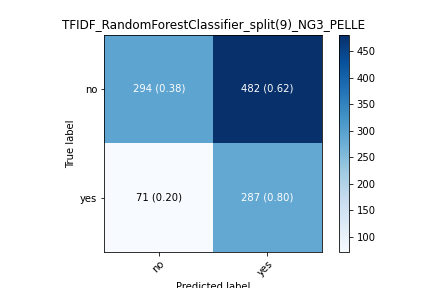 TFIDF_RandomForestClassifier_split(9)_NG3_PELLE
no
294 (0.38)
482 (0.62)
yes
71 (0.20)
287 (0.80)
True label
no
yes
Predicted label
450
400
350
300
250
200
150
100